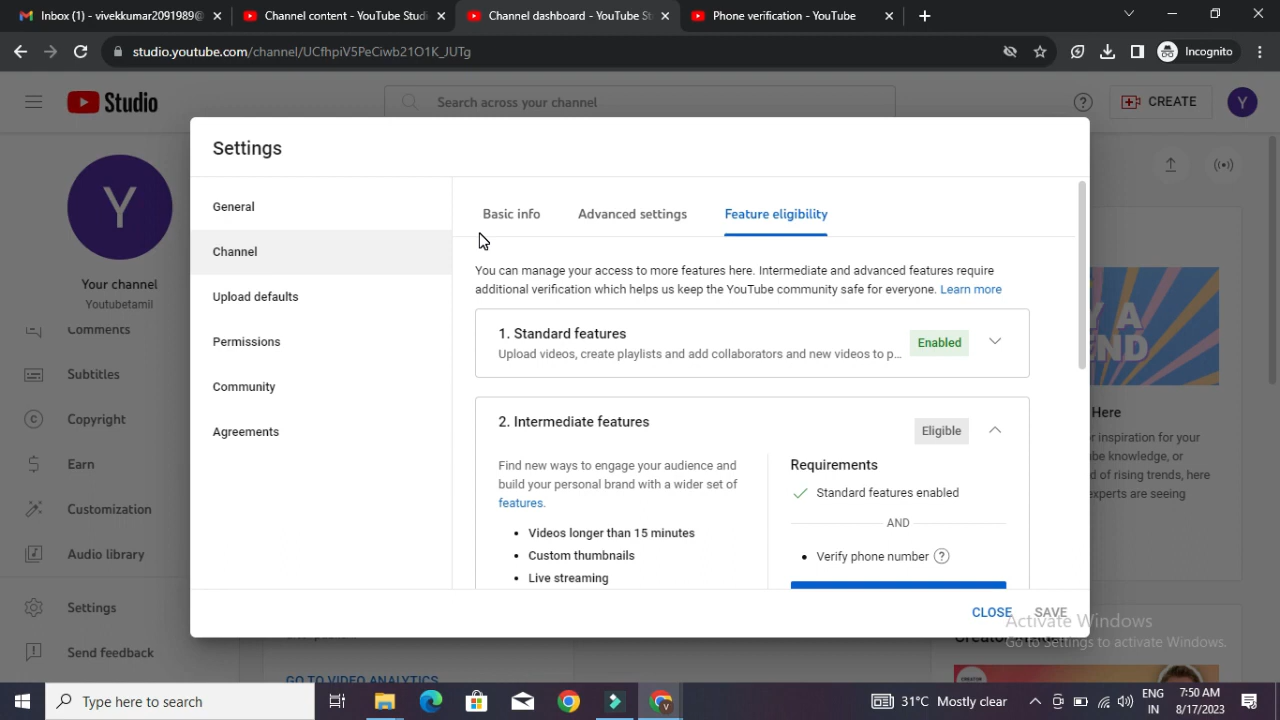 Inbox (1) - vivekkumar2091989@
Channel content - YouTube Studi
Channel dashboard - YouTube St
Phone verification - YouTube
studio.youtube.com/channel/UCfhpiV5PeCiwb21O1K_JUTg
Incognito
Studio
Search across your channel
CREATE
Y
Y
Your channel
Youtubetamil
Comments
Subtitles
Copyright
Earn
Customization
Audio library
Settings
Send feedback
Settings
General
Channel
Upload defaults
Permissions
Community
Agreements
Basic info
Advanced settings
Feature eligibility
You can manage your access to more features here. Intermediate and advanced features require
additional verification which helps us keep the YouTube community safe for everyone. Learn more
1. Standard features
Enabled
Upload videos, create playlists and add collaborators and new videos to p...
2. Intermediate features
Eligible
Find new ways to engage your audience and
build your personal brand with a wider set of
features.
• Videos longer than 15 minutes
• Custom thumbnails
• Live streaming
Requirements
Standard features enabled
AND
• Verify phone number
CLOSE
SAVE
Y A
END
Here
r inspiration for your
be knowledge, or
d of rising trends, here
experts are seeing
GO TO VIDEO ANALYTICS
Activate Windows
Go to Settings to activate Windows.
Type here to search
31°C Mostly clear
ENG
IN
7:50 AM
8/17/2023